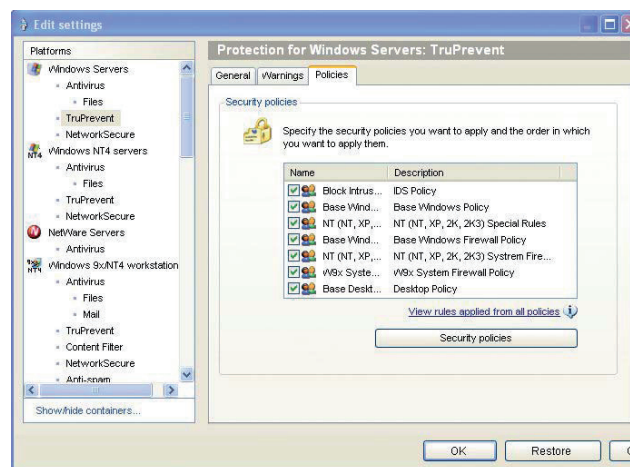 Edit settings
Platforms
Windows Servers
Antivirus
Files
TruPrevent
NetworkSecure
NT4 Windows NT4 servers
Antivirus
Files
TruPrevent
NetworkSecure
NetWare Servers
Antivirus
9x/NT4 Windows 9x/NT4 workstation
Antivirus
Files
Mail
TruPrevent
Content Filter
NetworkSecure
Anti-spam
Show/hide containers...
Protection for Windows Servers: TruPrevent
General Warnings Policies
Security policies
Specify the security policies you want to apply and the order in which
you want to apply them.
Name Description
Block Intrus... IDS Policy
Base Wind... Base Windows Policy
NT (NT, XP,... NT (NT, XP, 2K, 2K3) Special Rules
Base Wind... Base Windows Firewall Policy
NT (NT, XP,... NT (NT, XP, 2K, 2K3) Systrem Fire...
W9x Syste... W9x System Firewall Policy
Base Deskt... Desktop Policy
View rules applied from all policies
Security policies
OK Restore